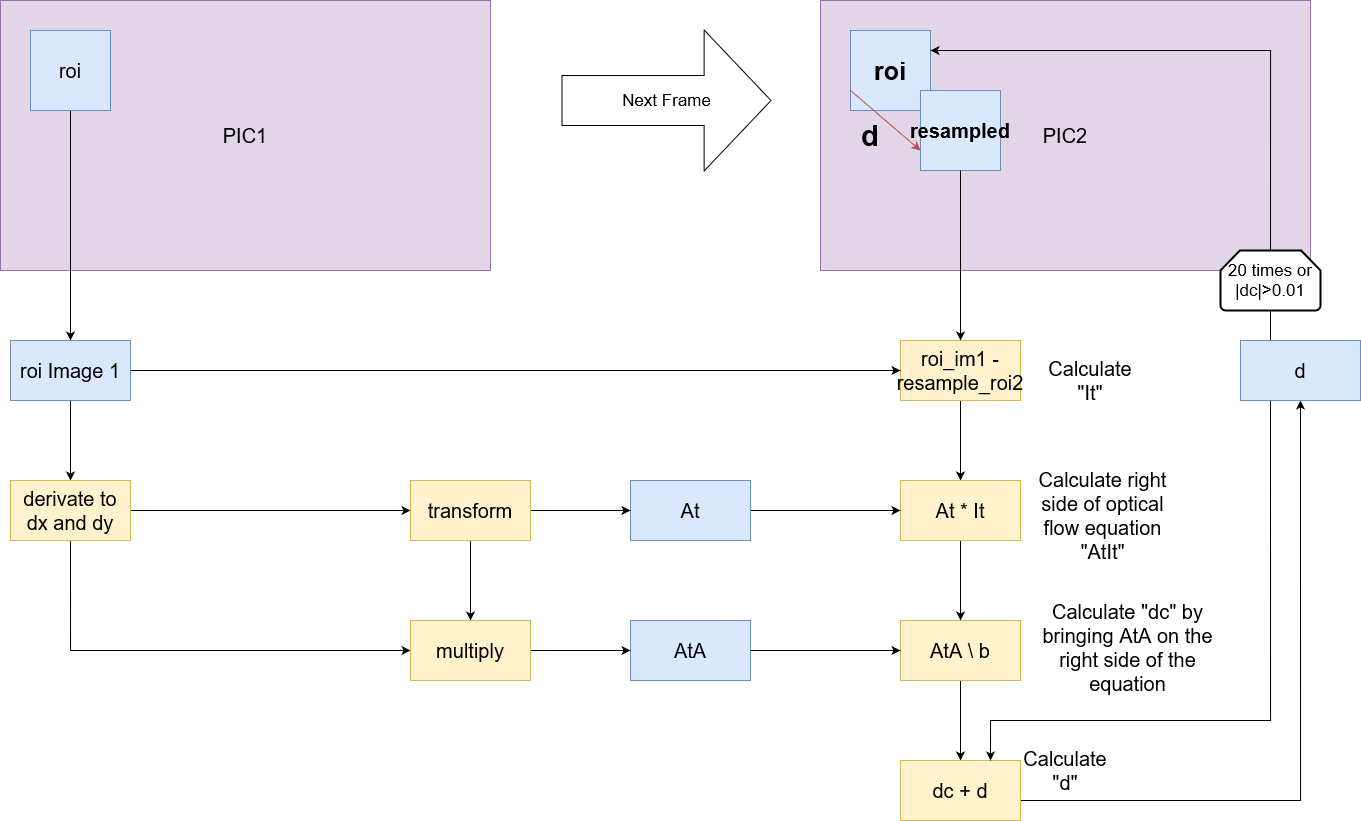 roi
PIC1
Next Frame
roi
d
resampled
PIC2
20 times or
|dc|>0.01
roi Image 1
roi_im1 -
resample_roi2
Calculate
"It"
d
derivate to
dx and dy
transform
At
At * It
Calculate right
side of optical
flow equation
"AtIt"
multiply
AtA
AtA \ b
Calculate "dc" by
bringing AtA on the
right side of the
equation
dc + d
Calculate
"d"